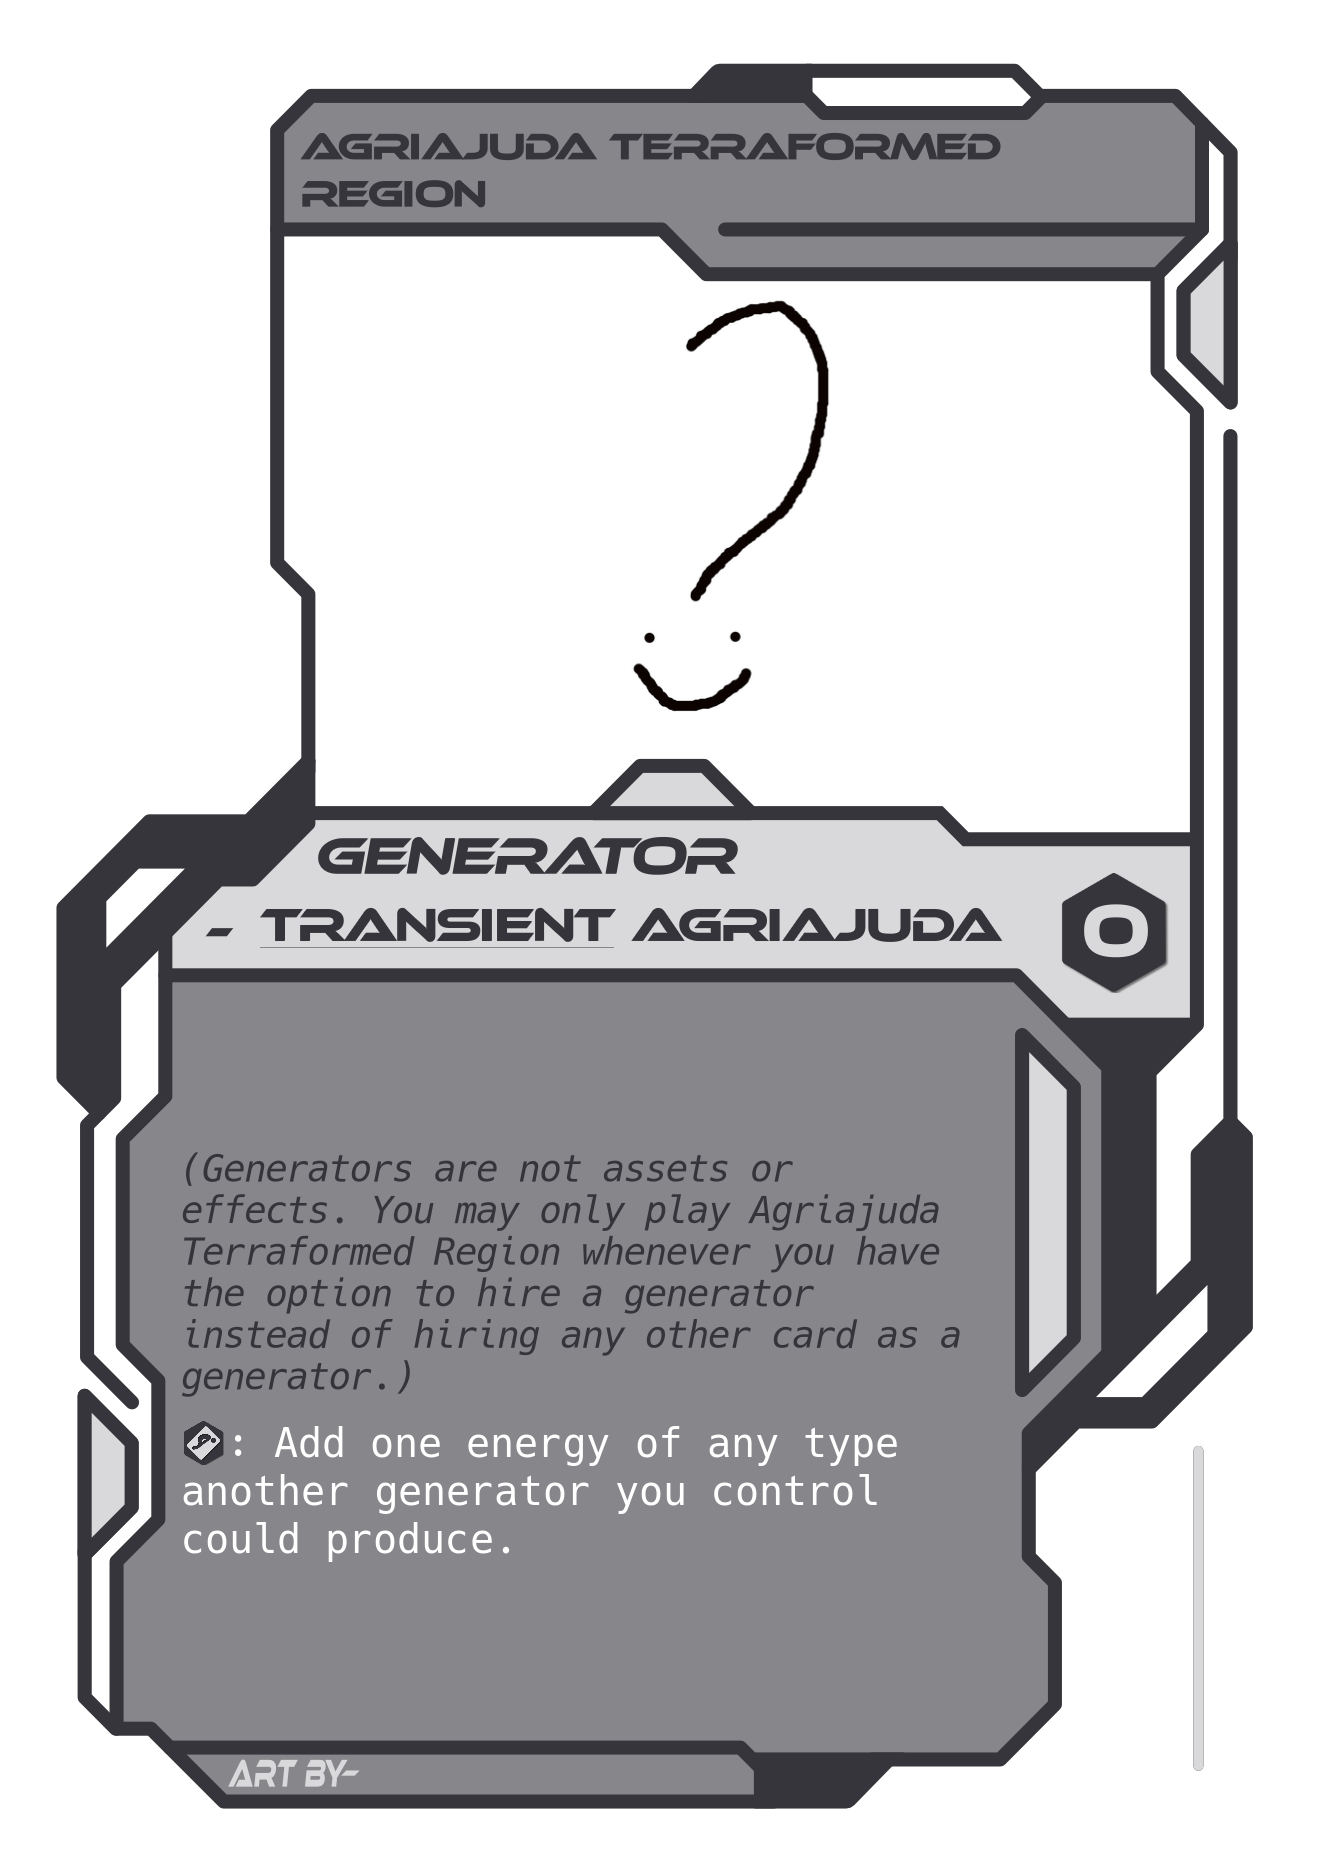 AGRIAJUDA TERRAFORMED
REGION
GENERATOR
- TRANSIENT AGRIAJUDA
0
(Generators are not assets or
effects. You may only play Agriajuda
Terraformed Region whenever you have
the option to hire a generator
instead of hiring any other card as a
generator.)
: Add one energy of any type
another generator you control
could produce.
ART BY-